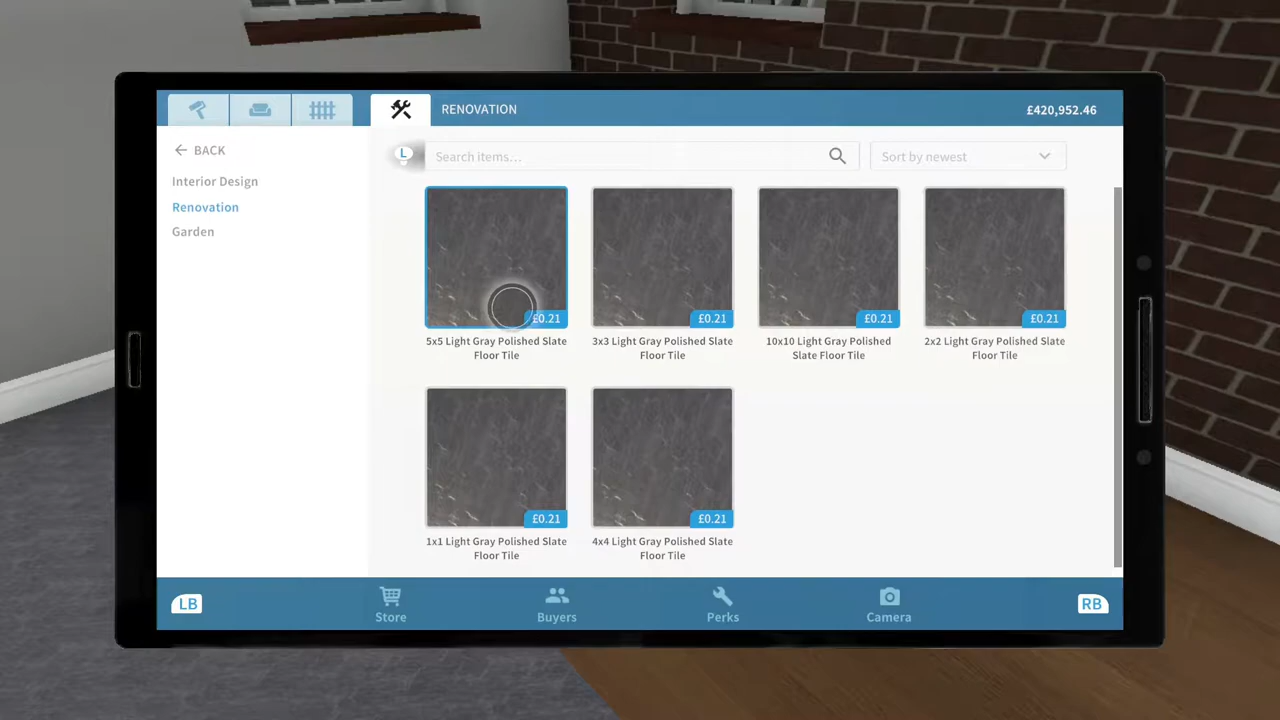 RENOVATION
£420,952.46
BACK
Interior Design
Renovation
Garden
L
Search items...
Sort by newest
£0.21
£0.21
£0.21
£0.21
5x5 Light Gray Polished Slate
Floor Tile
3x3 Light Gray Polished Slate
Floor Tile
10x10 Light Gray Polished
Slate Floor Tile
2x2 Light Gray Polished Slate
Floor Tile
£0.21
£0.21
1x1 Light Gray Polished Slate
Floor Tile
4x4 Light Gray Polished Slate
Floor Tile
LB
Store
Buyers
Perks
Camera
RB